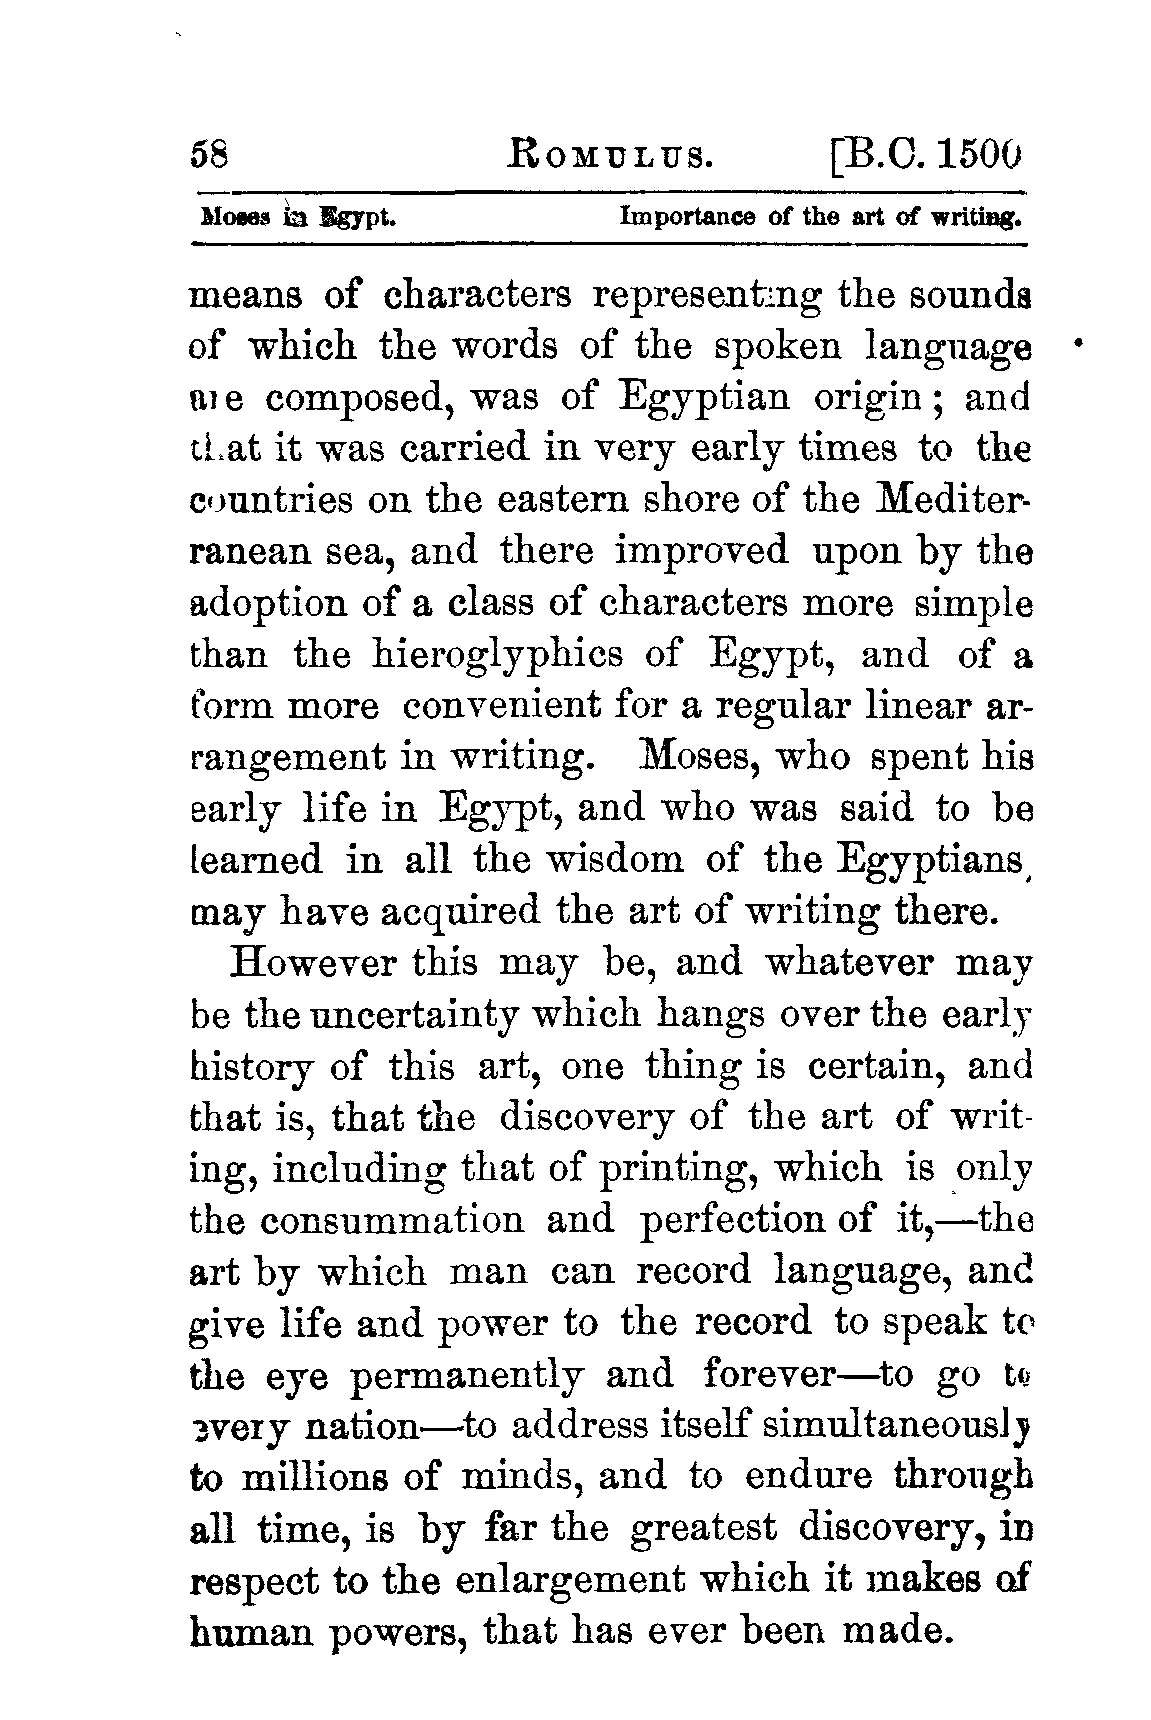 58 ROMULUS. [B.C. 1500
Moses in Egypt. Importance of the art of writing.
means of characters representing the sounds
of which the words of the spoken language
are composed, was of Egyptian origin; and
that it was carried in very early times to the
countries on the eastern shore of the Mediter-
ranean sea, and there improved upon by the
adoption of a class of characters more simple
than the hieroglyphics of Egypt, and of a
form more convenient for a regular linear ar-
rangement in writing. Moses, who spent his
early life in Egypt, and who was said to be
learned in all the wisdom of the Egyptians,
may have acquired the art of writing there.
However this may be, and whatever may
be the uncertainty which hangs over the early
history of this art, one thing is certain, and
that is, that the discovery of the art of writ-
ing, including that of printing, which is only
the consummation and perfection of it,—the
art by which man can record language, and
give life and power to the record to speak to
the eye permanently and forever—to go to
every nation—to address itself simultaneously
to millions of minds, and to endure through
all time, is by far the greatest discovery, in
respect to the enlargement which it makes of
human powers, that has ever been made.